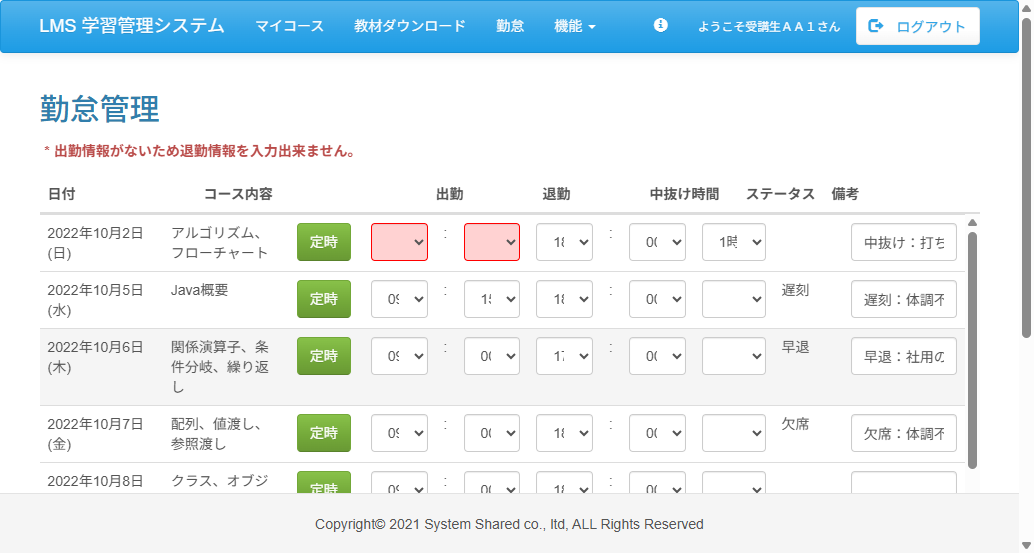 LMS 学習管理システム マイコース 教材ダウンロード 勤怠 機能 ようこそ受講生ＡＡ１さん ログアウト
勤怠管理
* 出勤情報がないため退勤情報を入力出来ません。
日付 コース内容 出勤 退勤 中抜け時間 ステータス 備考
2022年10月2日 アルゴリズム、 定時 : 18 : 00 1時 中抜け：打ち
(日) フローチャート
2022年10月5日 Java概要 定時 09 : 15 18 : 00 遅刻 遅刻：体調不
(水)
2022年10月6日 関係演算子、条 定時 09 : 00 17 : 00 早退 早退：社用の
(木) 件分岐、繰り返
し
2022年10月7日 配列、値渡し、 定時 09 : 00 18 : 00 欠席 欠席：体調不
(金) 参照渡し
2022年10月8日 クラス、オブジ 定時 09 : 00 18 : 00
Copyright© 2021 System Shared co., ltd, ALL Rights Reserved